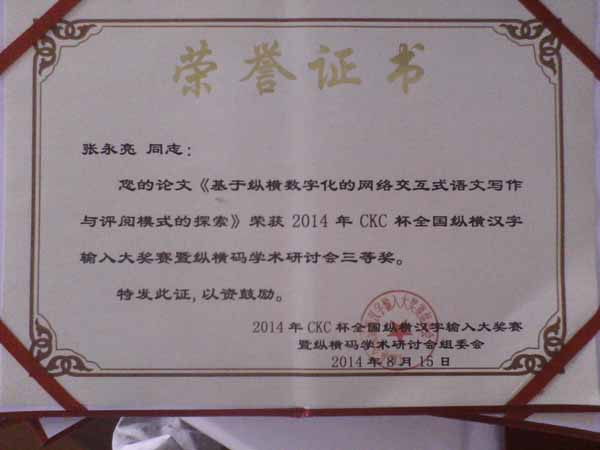 荣誉证书
张永亮 同志：
您的论文《基于纵横数字化的网络交互式语文写作
与评阅模式的探索》荣获 2014 年 CKC 杯全国纵横汉字
输入大奖赛暨纵横码学术研讨会三等奖。
特发此证，以资鼓励。
2014 年 CKC 杯全国纵横汉字输入大奖赛
暨纵横码学术研讨会组委会
2014 年 8 月 15 日